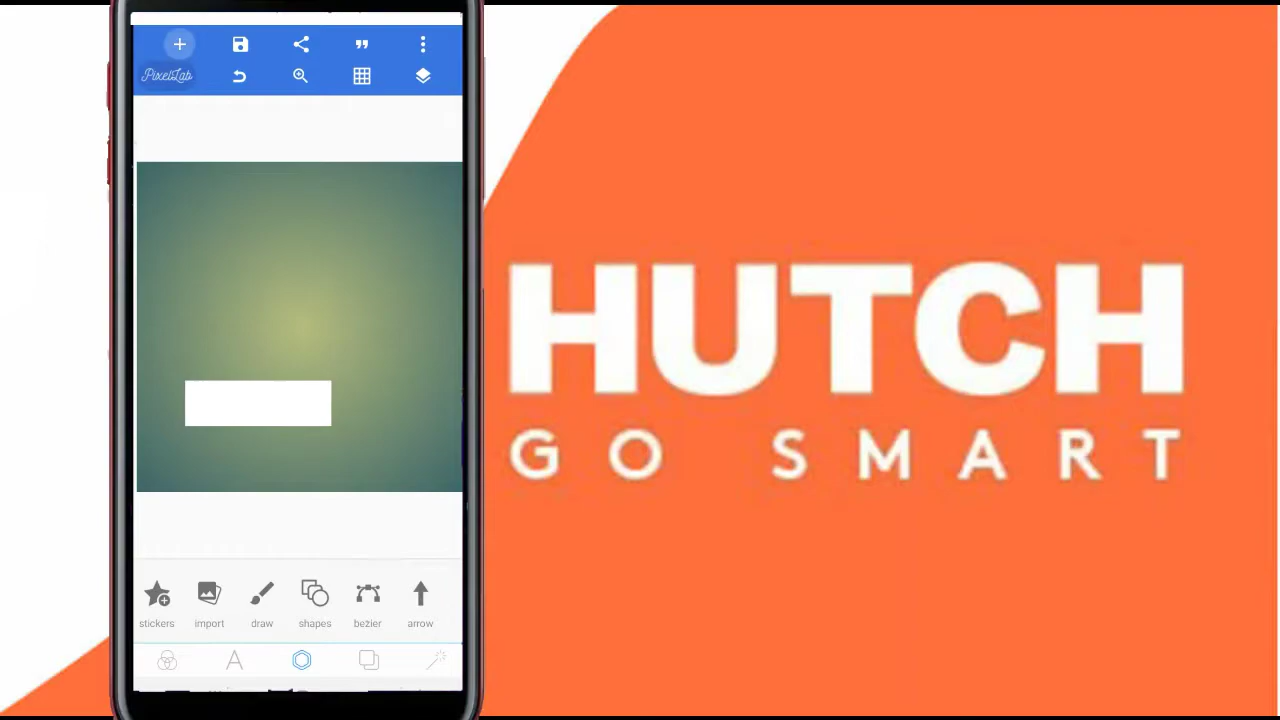 PixelLab
stickers
import
draw
shapes
bezier
arrow
HUTCH
GO SMART